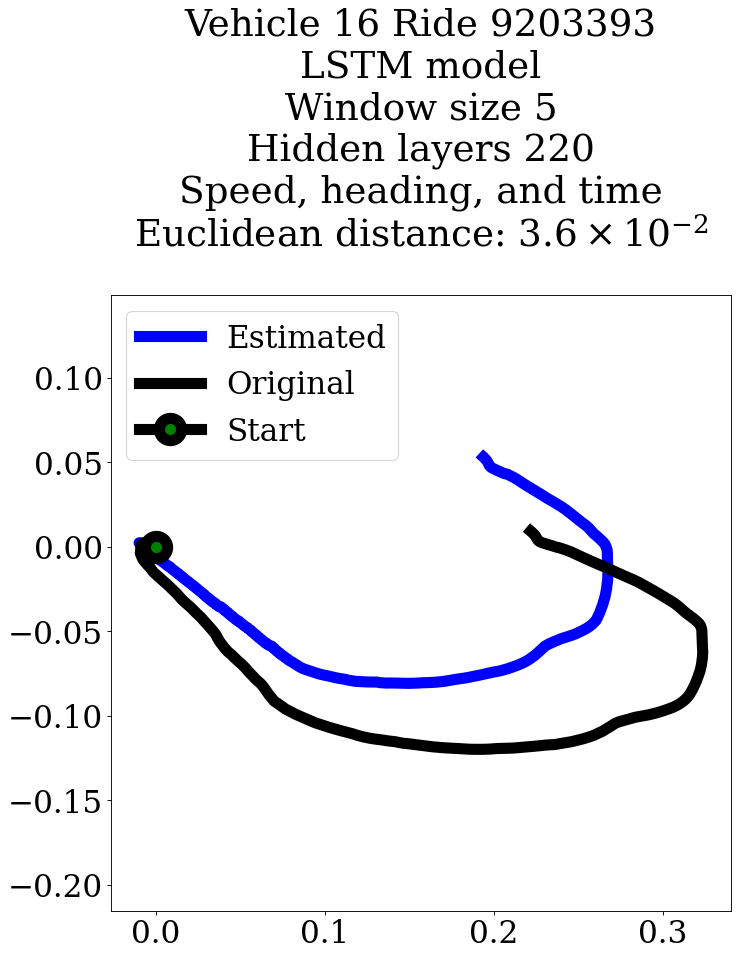 Vehicle 16 Ride 9203393
LSTM model
Window size 5
Hidden layers 220
Speed, heading, and time
Euclidean distance: 3.6 × 10⁻²
Estimated
Original
Start
0.10
0.05
0.00
−0.05
−0.10
−0.15
−0.20
0.0 0.1 0.2 0.3